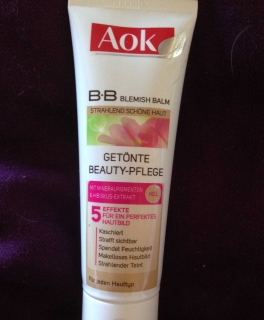 Aok
B·B BLEMISH BALM
STRAHLEND SCHÖNE HAUT
GETÖNTE
BEAUTY-PFLEGE
MIT MINERALPIGMENTEN
& HIBISKUS-EXTRAKT
HELL
5 EFFEKTE
FÜR EIN PERFEKTES
HAUTBILD
Kaschiert
Strafft sichtbar
Spendet Feuchtigkeit
Makelloses Hautbild
Strahlender Teint
Für jeden Hauttyp